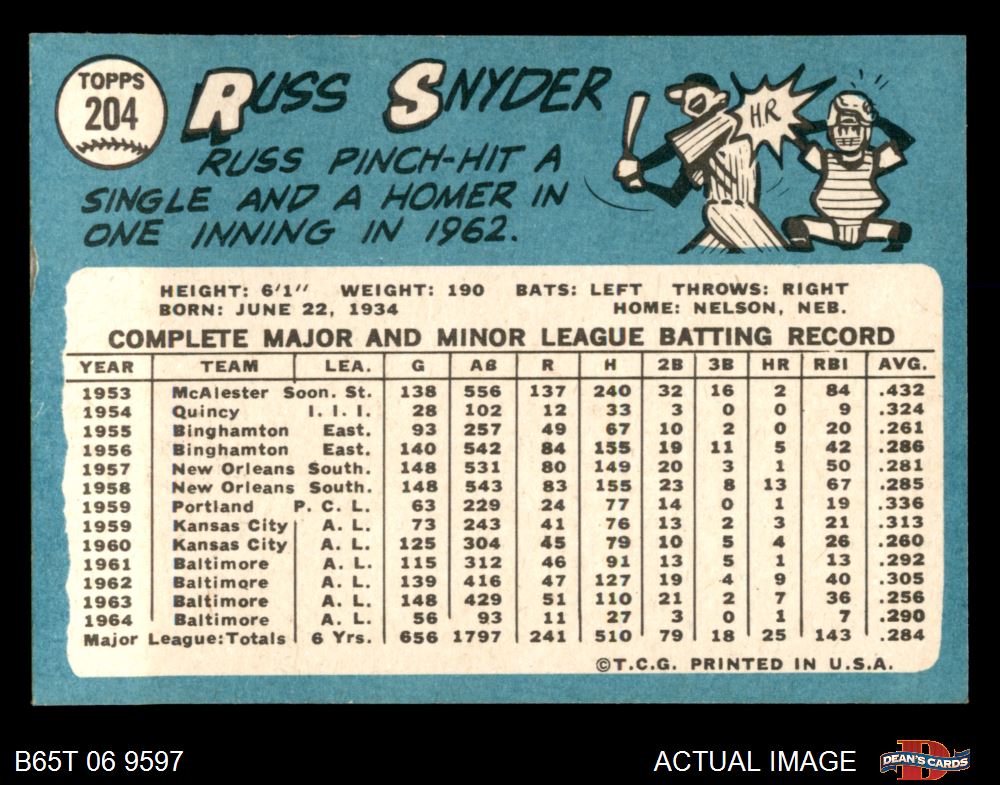 TOPPS
204
RUSS SNYDER
RUSS PINCH-HIT A
SINGLE AND A HOMER IN
ONE INNING IN 1962.
HR
HEIGHT: 6'1" WEIGHT: 190 BATS: LEFT THROWS: RIGHT
BORN: JUNE 22, 1934 HOME: NELSON, NEB.
COMPLETE MAJOR AND MINOR LEAGUE BATTING RECORD
YEAR TEAM LEA. G AB R H 2B 3B HR RBI AVG.
1953 McAlester Soon. St. 138 556 137 240 32 16 2 84 .432
1954 Quincy I. I. I. 28 102 12 33 3 0 0 9 .324
1955 Binghamton East. 93 257 49 67 10 2 0 20 .261
1956 Binghamton East. 140 542 84 155 19 11 5 42 .286
1957 New Orleans South. 148 531 80 149 20 3 1 50 .281
1958 New Orleans South. 148 543 83 155 23 8 13 67 .285
1959 Portland P. C. L. 63 229 24 77 14 0 1 19 .336
1959 Kansas City A. L. 73 243 41 76 13 2 3 21 .313
1960 Kansas City A. L. 125 304 45 79 10 5 4 26 .260
1961 Baltimore A. L. 115 312 46 91 13 5 1 13 .292
1962 Baltimore A. L. 139 416 47 127 19 4 9 40 .305
1963 Baltimore A. L. 148 429 51 110 21 2 7 36 .256
1964 Baltimore A. L. 56 93 11 27 3 0 1 7 .290
Major League:Totals 6 Yrs. 656 1797 241 510 79 18 25 143 .284
©T.C.G. PRINTED IN U.S.A.
B65T 06 9597 ACTUAL IMAGE
DEAN'S CARDS